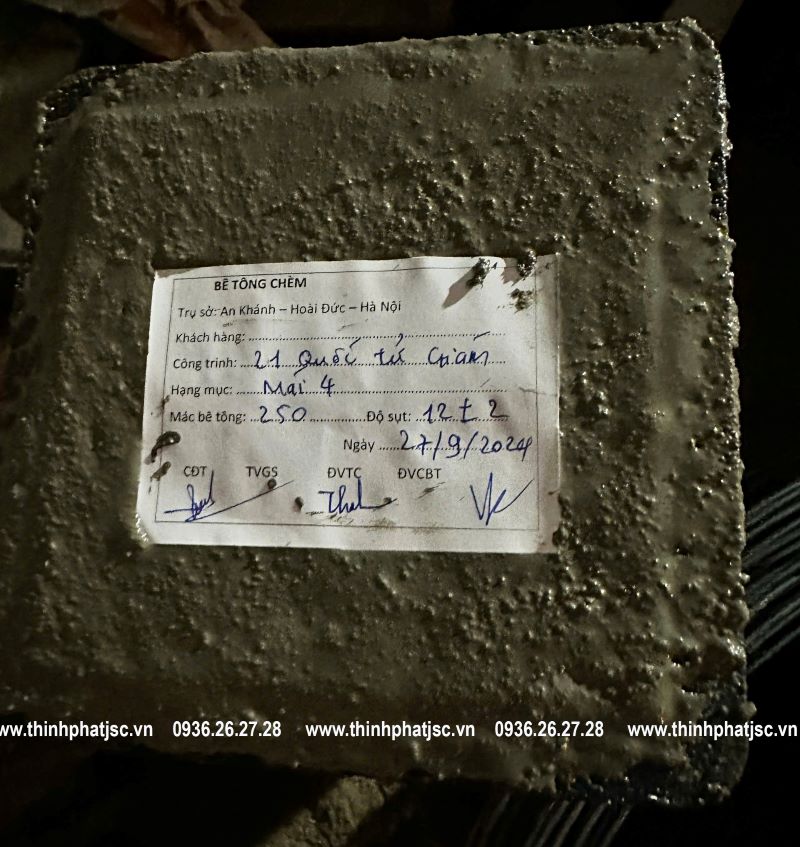 BÊ TÔNG CHÈM
Trụ sở: An Khánh – Hoài Đức – Hà Nội
Khách hàng:
Công trình: 21 Quốc Tử Giám
Hạng mục: Mái 4
Mác bê tông: 250 Độ sụt: 12 ± 2
Ngày 27/9/2024
CĐT TVGS ĐVTC ĐVCBT
www.thinhphatjsc.vn 0936.26.27.28 www.thinhphatjsc.vn 0936.26.27.28 www.thinhphatjsc.vn